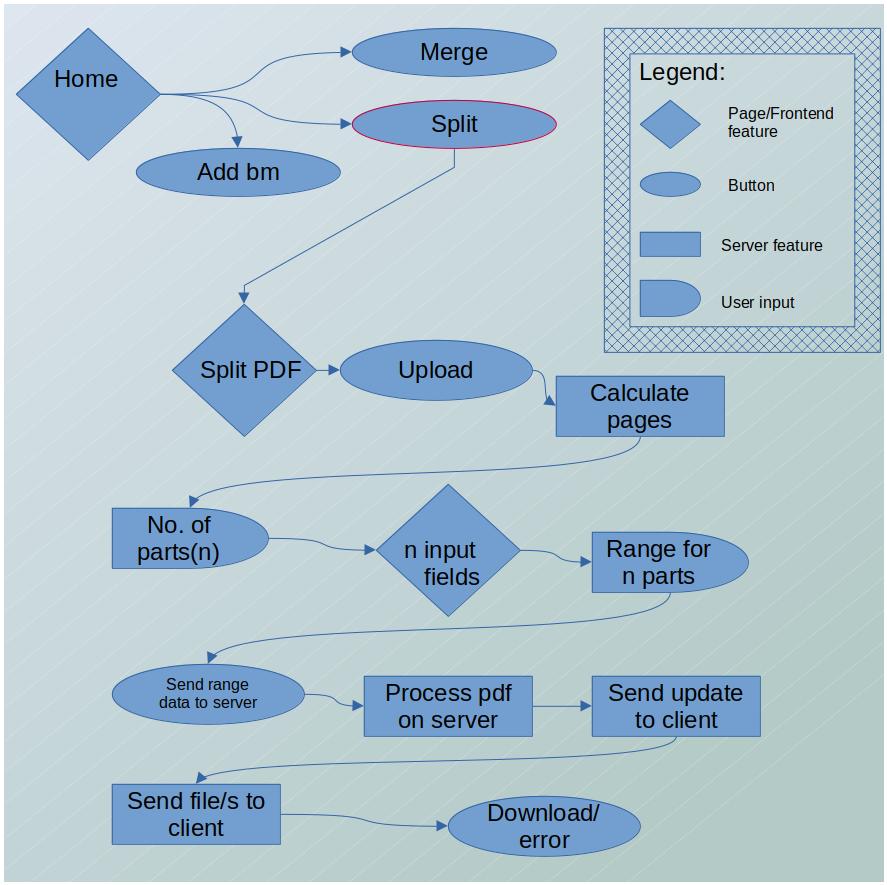 Home
Merge
Split
Add bm
Legend:
Page/Frontend
feature
Button
Server feature
User input
Split PDF
Upload
Calculate
pages
No. of
parts(n)
n input
fields
Range for
n parts
Send range
data to server
Process pdf
on server
Send update
to client
Send file/s to
client
Download/
error